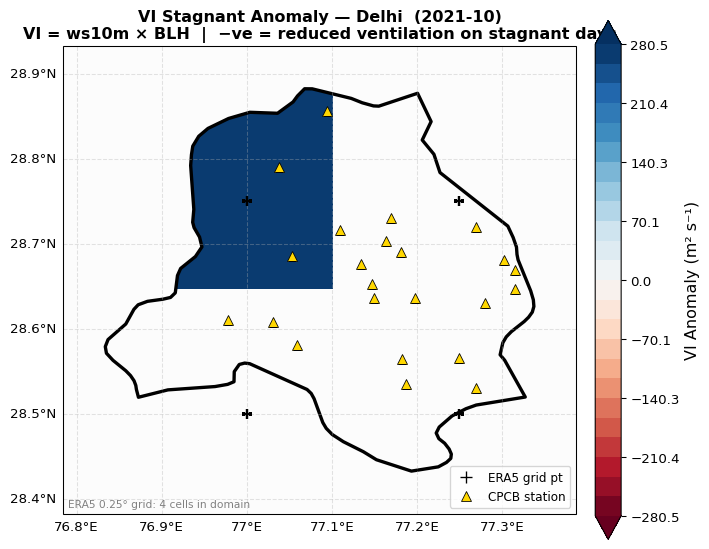 VI Stagnant Anomaly — Delhi  (2021-10)
VI = ws10m × BLH  |  −ve = reduced ventilation on stagnant day
28.9°N
28.8°N
28.7°N
28.6°N
28.5°N
28.4°N
76.8°E
76.9°E
77°E
77.1°E
77.2°E
77.3°E
ERA5 0.25° grid: 4 cells in domain
ERA5 grid pt
CPCB station
280.5
210.4
140.3
70.1
0.0
−70.1
−140.3
−210.4
−280.5
VI Anomaly (m² s⁻¹)